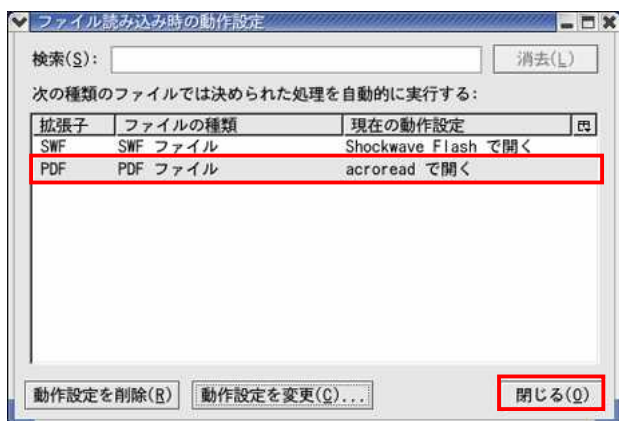 ファイル読み込み時の動作設定
検索(S): 消去(L)
次の種類のファイルでは決められた処理を自動的に実行する:
拡張子 ファイルの種類 現在の動作設定
SWF SWF ファイル Shockwave Flash で開く
PDF PDF ファイル acroread で開く
動作設定を削除(R) 動作設定を変更(C)... 閉じる(O)